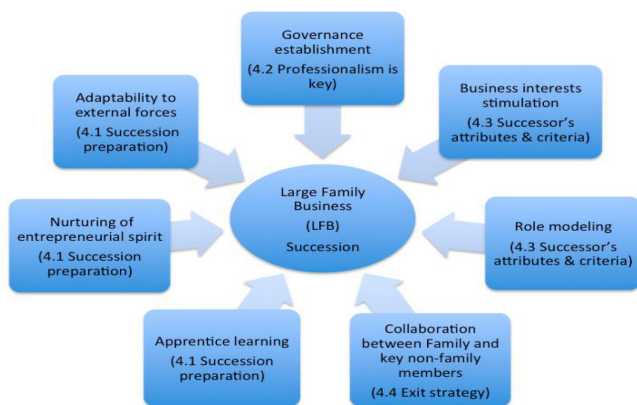 Governance
establishment
(4.2 Professionalism is
key)
Adaptability to
external forces
(4.1 Succession
preparation)
Business interests
stimulation
(4.3 Successor's
attributes & criteria)
Large Family
Business
(LFB)
Succession
Nurturing of
entrepreneurial spirit
(4.1 Succession
preparation)
Role modeling
(4.3 Successor's
attributes & criteria)
Apprentice learning
(4.1 Succession
preparation)
Collaboration
between Family and
key non-family
members
(4.4 Exit strategy)